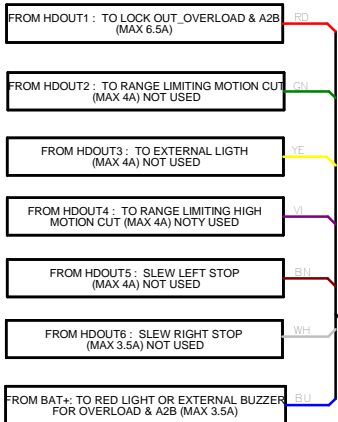 FROM HDOUT1 : TO LOCK OUT_OVERLOAD & A2B
(MAX 6.5A)
RD
FROM HDOUT2 : TO RANGE LIMITING MOTION CUT
(MAX 4A) NOT USED
GN
FROM HDOUT3 : TO EXTERNAL LIGTH
(MAX 4A) NOT USED
YE
FROM HDOUT4 : TO RANGE LIMITING HIGH
MOTION CUT (MAX 4A) NOTY USED
VI
FROM HDOUT5 : SLEW LEFT STOP
(MAX 4A) NOT USED
BN
FROM HDOUT6 : SLEW RIGHT STOP
(MAX 3.5A) NOT USED
WH
FROM BAT+: TO RED LIGHT OR EXTERNAL BUZZER
FOR OVERLOAD & A2B (MAX 3.5A)
BU